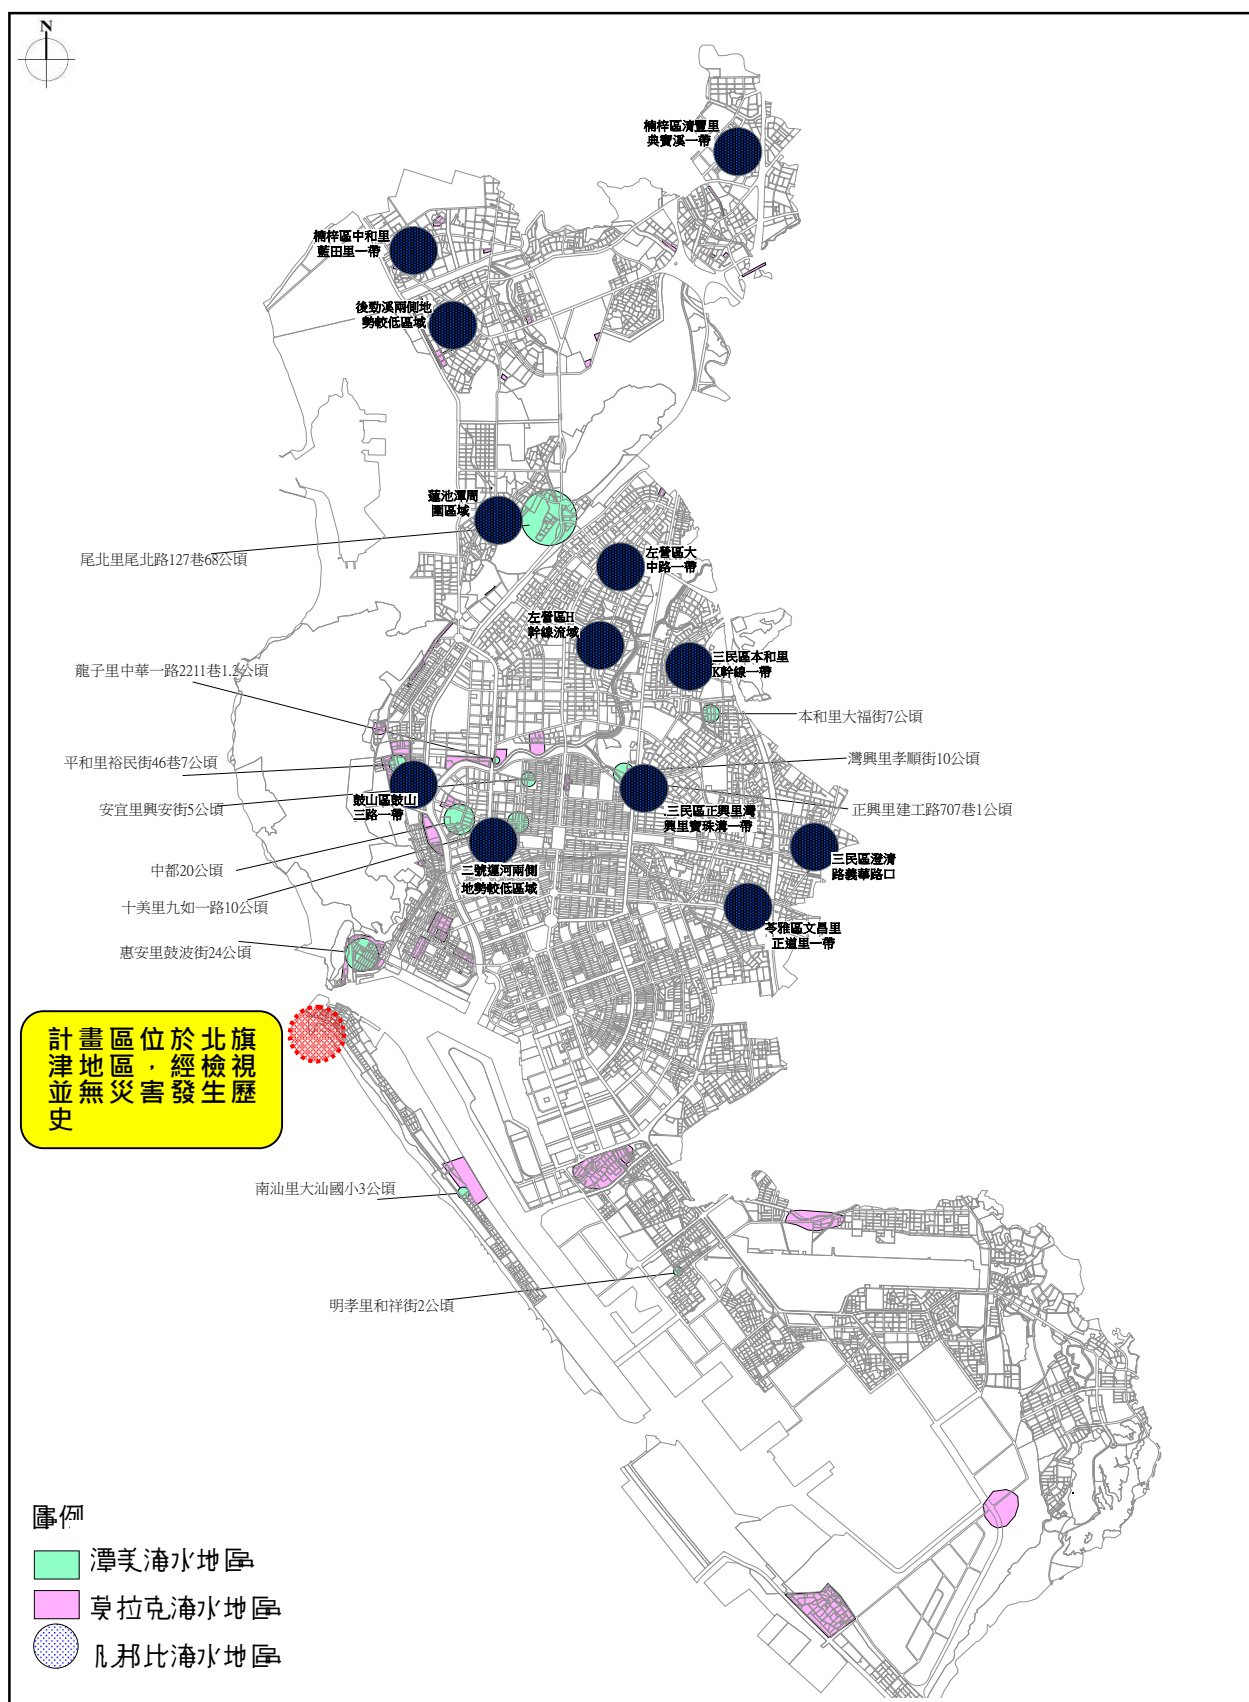 N
楠梓區清豐里
典寶溪一帶
楠梓區中和里
藍田里一帶
後勁溪兩側地
勢較低區域
蓮池潭周
圍區域
尾北里尾北路127巷68公頃
左營區大
中路一帶
左營區H
幹線流域
三民區本和里
K幹線一帶
龍子里中華一路2211巷1.2公頃
本和里大福街7公頃
平和里裕民街46巷7公頃
灣興里孝順街10公頃
安宜里興安街5公頃
鼓山區鼓山
三路一帶
三民區正興里灣
興里寶珠溝一帶
正興里建工路707巷1公頃
中都20公頃
二號運河兩側
地勢較低區域
三民區澄清
路義華路口
十美里九如一路10公頃
苓雅區文昌里
正道里一帶
惠安里鼓波街24公頃
計畫區位於北旗
津地區，經檢視
並無災害發生歷
史
南汕里大汕國小3公頃
明孝里和祥街2公頃
圖例
潭美淹水地區
莫拉克淹水地區
凡那比淹水地區